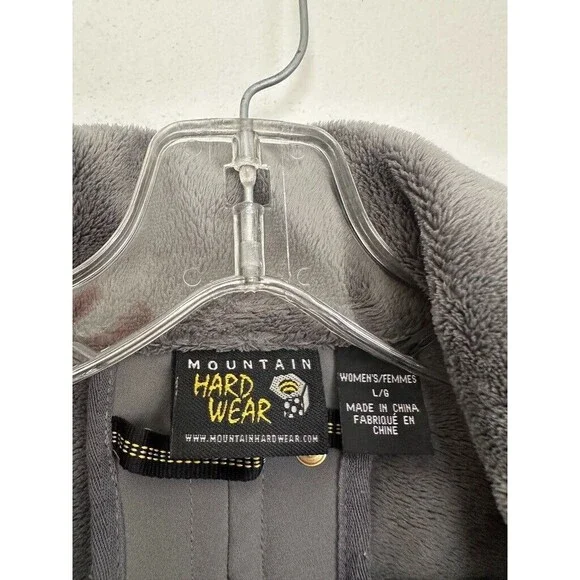 MOUNTAIN
HARD
WEAR
WWW.MOUNTAINHARDWEAR.COM
WOMEN'S/FEMMES
L/G
MADE IN CHINA
FABRIQUÉ EN
CHINE